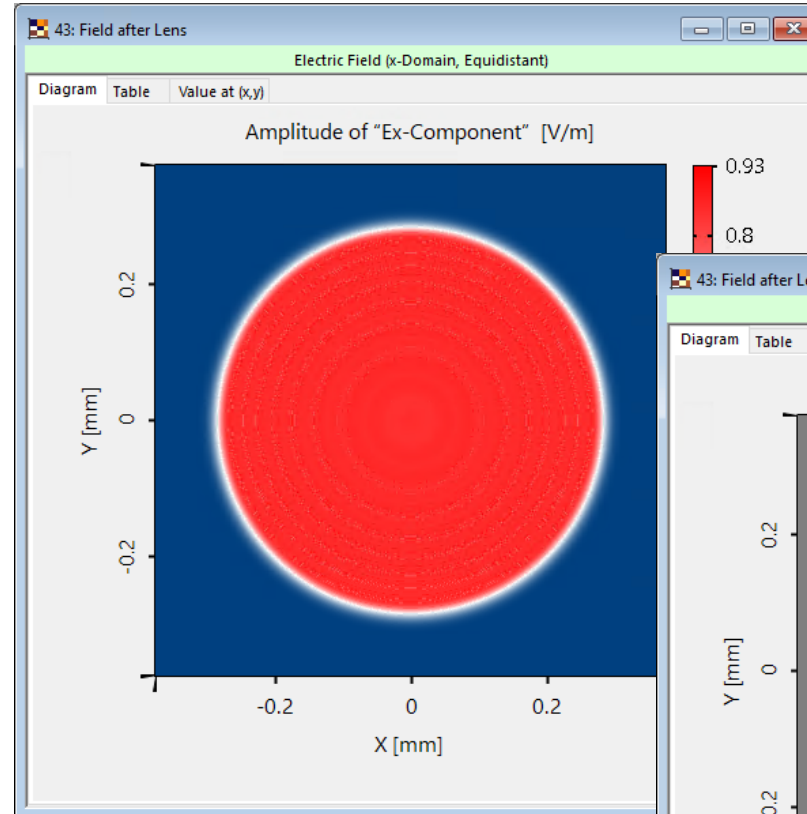 43: Field after Lens
Electric Field (x-Domain, Equidistant)
Diagram Table Value at (x,y)
Amplitude of "Ex-Component" [V/m]
0.93
0.8
0.2
0
-0.2
Y [mm]
-0.2 0 0.2
X [mm]
43: Field after L
Diagram Table
0.2
0
0.2
Y [mm]